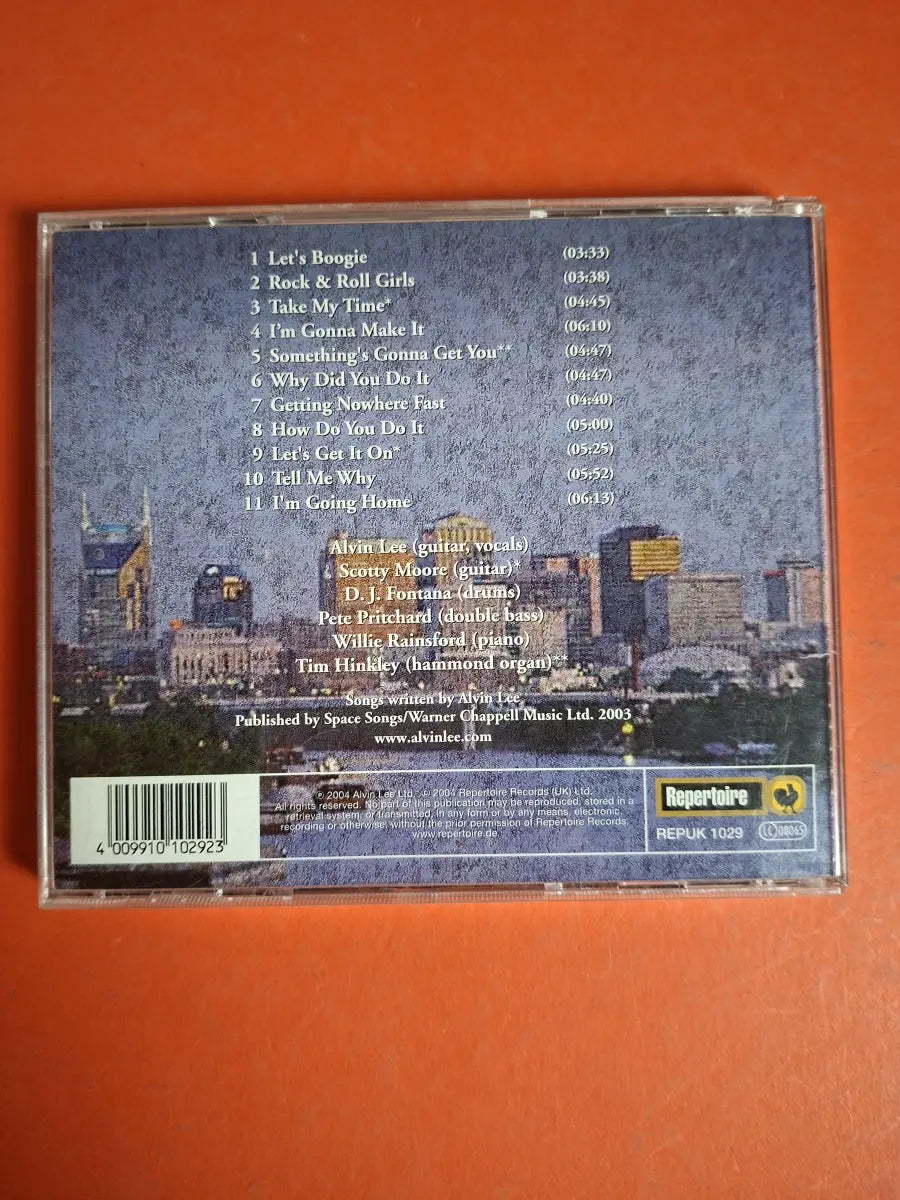 1 Let's Boogie (03:33)
2 Rock & Roll Girls (03:38)
3 Take My Time* (04:45)
4 I'm Gonna Make It (06:10)
5 Something's Gonna Get You** (04:47)
6 Why Did You Do It (04:47)
7 Getting Nowhere Fast (04:40)
8 How Do You Do It (05:00)
9 Let's Get It On* (05:25)
10 Tell Me Why (05:52)
11 I'm Going Home (06:13)
Alvin Lee (guitar, vocals)
Scotty Moore (guitar)*
D. J. Fontana (drums)
Pete Pritchard (double bass)
Willie Rainsford (piano)
Tim Hinkley (hammond organ)**
Songs written by Alvin Lee
Published by Space Songs/Warner Chappell Music Ltd. 2003
www.alvinlee.com
℗ 2004 Alvin Lee Ltd. © 2004 Repertoire Records (UK) Ltd.
All rights reserved. No part of this publication may be reproduced, stored in a
retrieval system, or transmitted, in any form or by any means, electronic,
recording or otherwise, without the prior permission of Repertoire Records.
www.repertoire.de
4 009910 102923
Repertoire
REPUK 1029
LC 08065